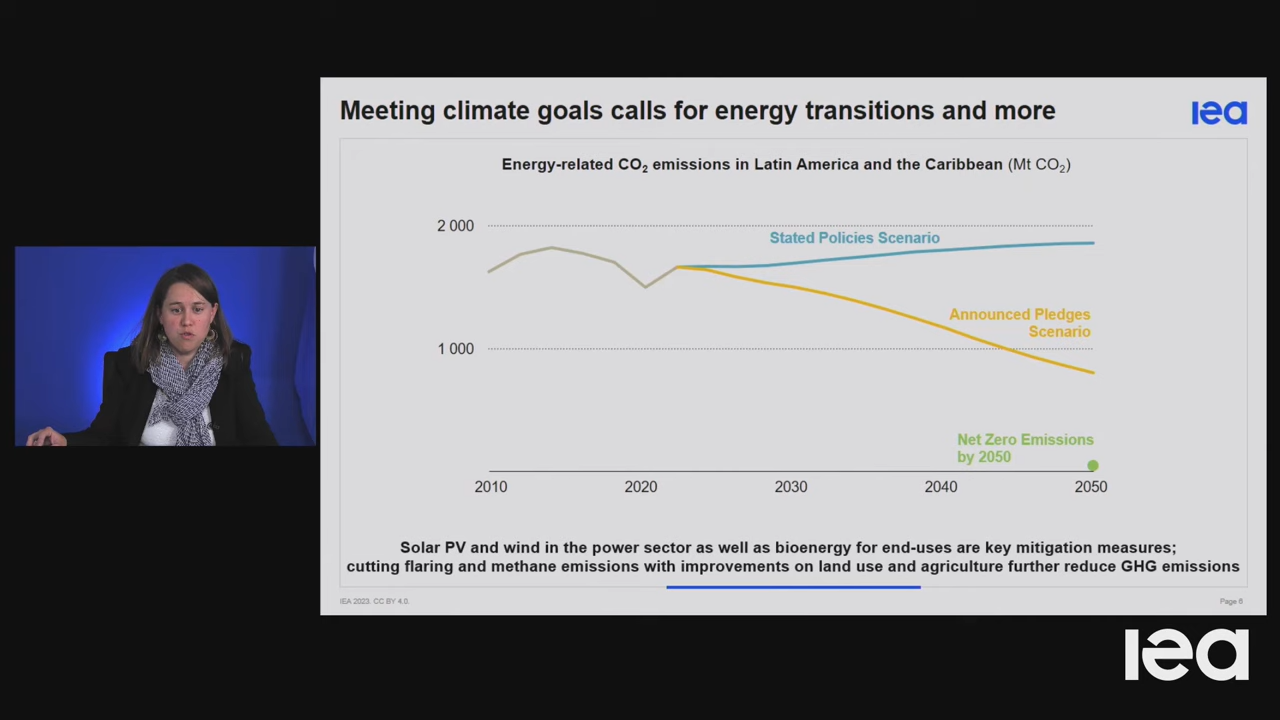 Meeting climate goals calls for energy transitions and more
iea
Energy-related CO₂ emissions in Latin America and the Caribbean (Mt CO₂)
2 000
Stated Policies Scenario
Announced Pledges
Scenario
1 000
Net Zero Emissions
by 2050
2010 2020 2030 2040 2050
Solar PV and wind in the power sector as well as bioenergy for end-uses are key mitigation measures;
cutting flaring and methane emissions with improvements on land use and agriculture further reduce GHG emissions
IEA 2023. CC BY 4.0. Page 6
iea